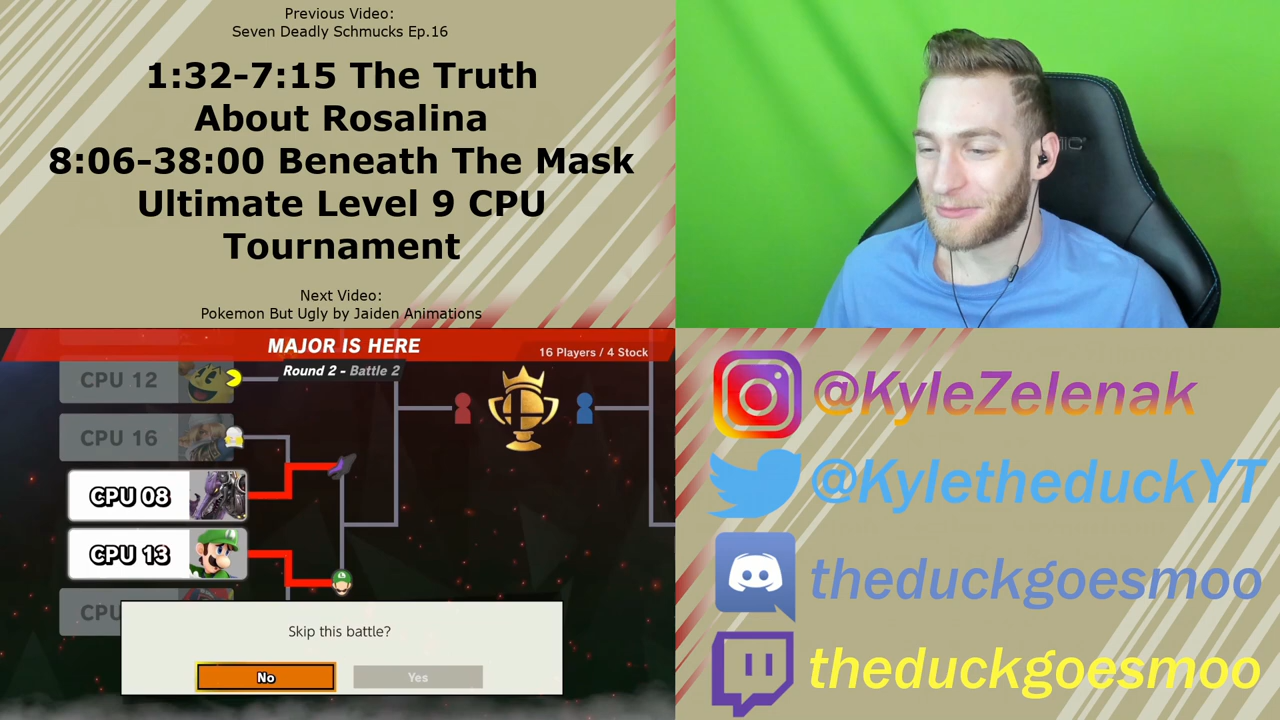 Previous Video:
Seven Deadly Schmucks Ep.16
1:32-7:15 The Truth
About Rosalina
8:06-38:00 Beneath The Mask
Ultimate Level 9 CPU
Tournament
Next Video:
Pokemon But Ugly by Jaiden Animations
MAJOR IS HERE
16 Players / 4 Stock
Round 2 - Battle 2
CPU 12
CPU 16
CPU 08
CPU 13
CPU
Skip this battle?
No
Yes
@KyleZelenak
@KyletheduckYT
theduckgoesmoo
theduckgoesmoo